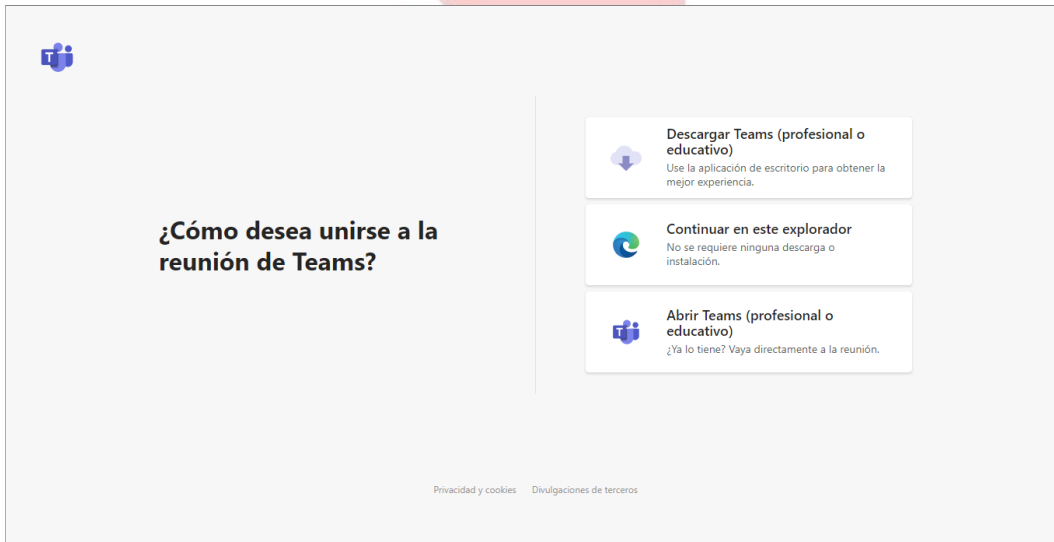 ¿Cómo desea unirse a la
reunión de Teams?
Descargar Teams (profesional o
educativo)
Use la aplicación de escritorio para obtener la
mejor experiencia.
Continuar en este explorador
No se requiere ninguna descarga o
instalación.
Abrir Teams (profesional o
educativo)
¿Ya lo tiene? Vaya directamente a la reunión.
Privacidad y cookies Divulgaciones de terceros